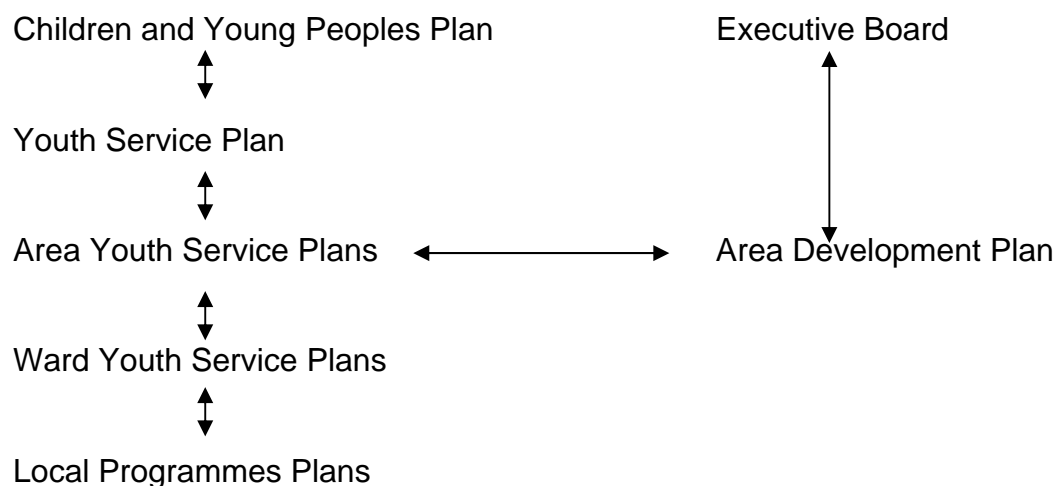 Children and Young Peoples Plan Executive Board
Youth Service Plan
Area Youth Service Plans Area Development Plan
Ward Youth Service Plans
Local Programmes Plans